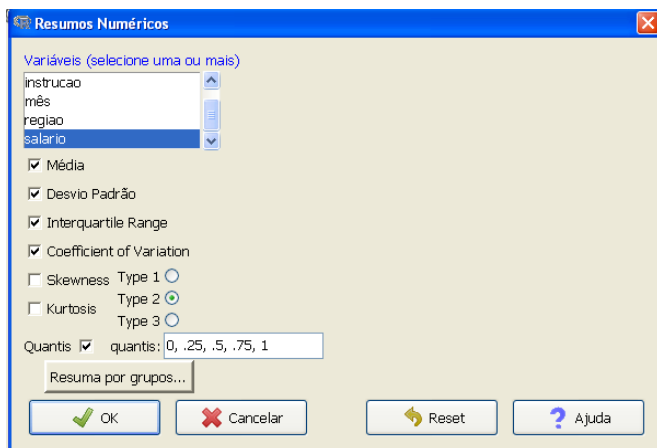 Resumos Numéricos
Variáveis (selecione uma ou mais)
instrucao
mês
regiao
salario
Média
Desvio Padrão
Interquartile Range
Coefficient of Variation
Skewness Type 1
Kurtosis Type 2
Type 3
Quantis quantis: 0, .25, .5, .75, 1
Resuma por grupos...
OK Cancelar Reset Ajuda